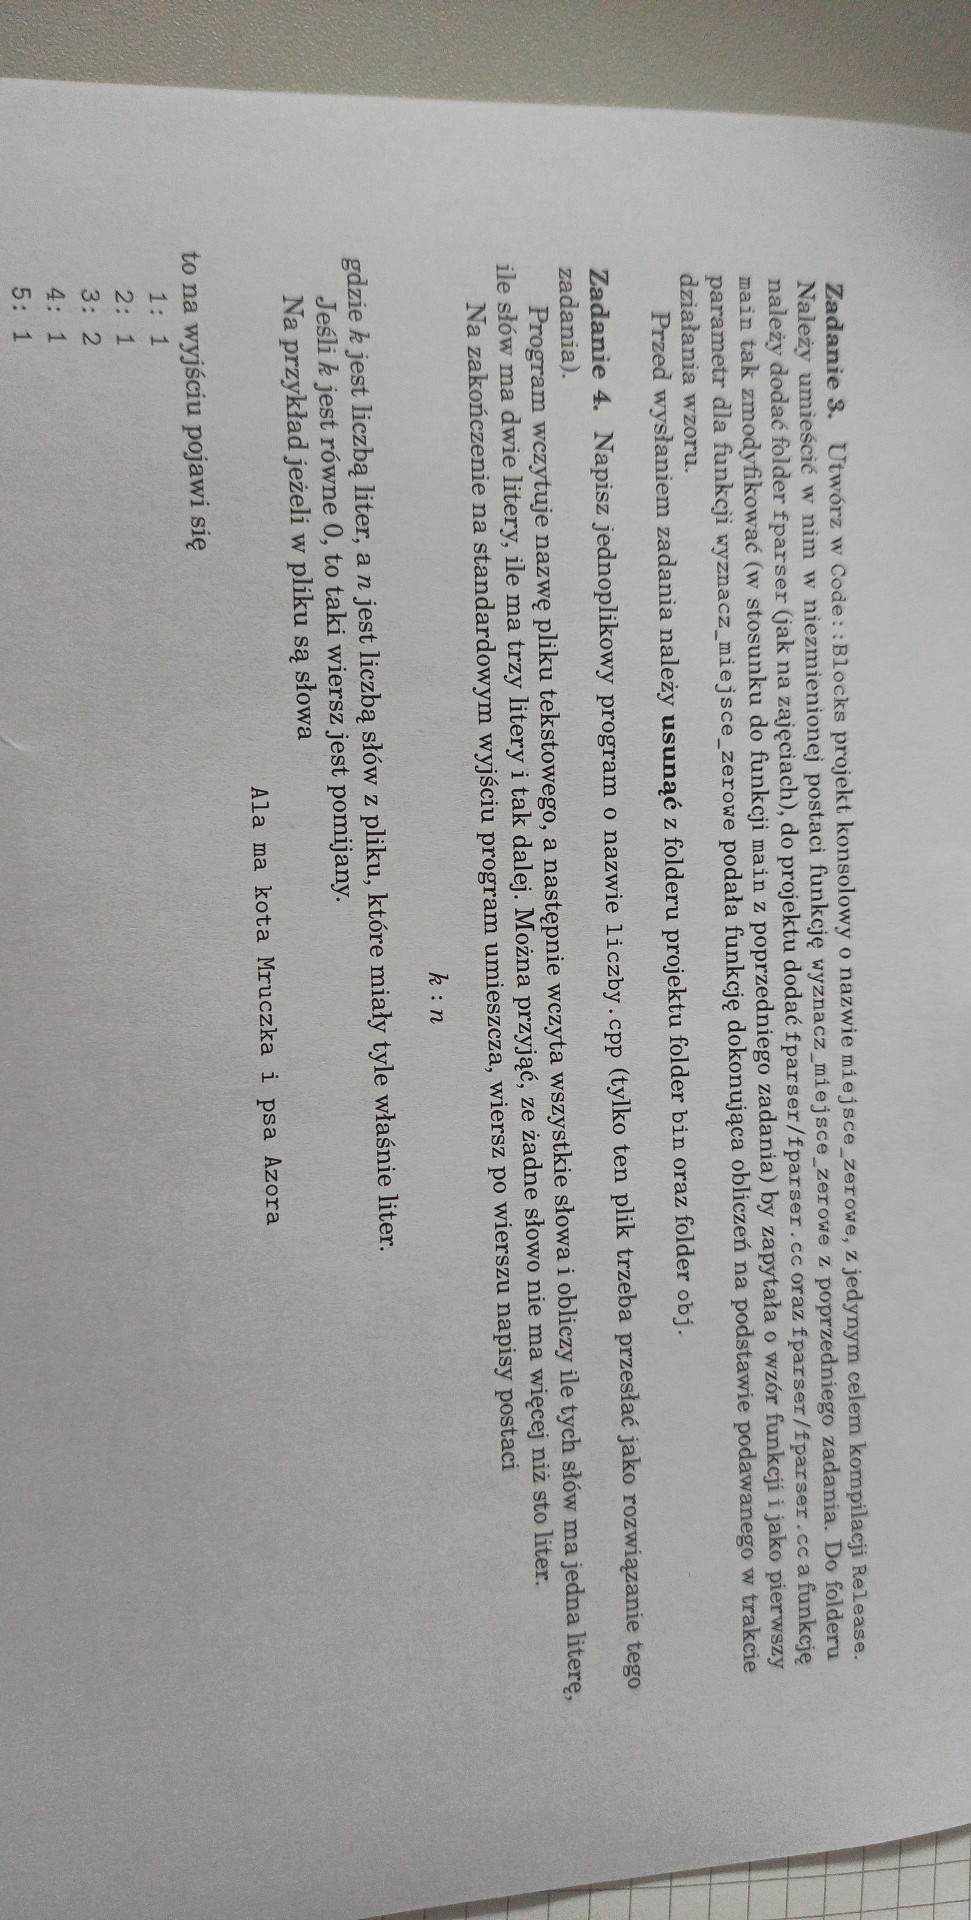 Zadanie 3. Utwórz w Code::Blocks projekt konsolowy o nazwie miejsce_zerowe, z jedynym celem kompilacji Release.
Należy umieścić w nim w niezmienionej postaci funkcję wyznacz_miejsce_zerowe z poprzedniego zadania. Do folderu
należy dodać folder fparser (jak na zajęciach), do projektu dodać fparser/fparser.cc oraz fparser/fparser.cc a funkcję
main tak zmodyfikować (w stosunku do funkcji main z poprzedniego zadania) by zapytała o wzór funkcji i jako pierwszy
parametr dla funkcji wyznacz_miejsce_zerowe podała funkcję dokonująca obliczeń na podstawie podawanego w trakcie
działania wzoru.
Przed wysłaniem zadania należy usunąć z folderu projektu folder bin oraz folder obj.
Zadanie 4. Napisz jednoplikowy program o nazwie liczby.cpp (tylko ten plik trzeba przesłać jako rozwiązanie tego
zadania).
Program wczytuje nazwę pliku tekstowego, a następnie wczyta wszystkie słowa i obliczy ile tych słów ma jedna literę,
ile słów ma dwie litery, ile ma trzy litery i tak dalej. Można przyjąć, ze żadne słowo nie ma więcej niż sto liter.
Na zakończenie na standardowym wyjściu program umieszcza, wiersz po wierszu napisy postaci
k : n
gdzie k jest liczbą liter, a n jest liczbą słów z pliku, które miały tyle właśnie liter.
Jeśli k jest równe 0, to taki wiersz jest pomijany.
Na przykład jeżeli w pliku są słowa
Ala ma kota Mruczka i psa Azora
to na wyjściu pojawi się
1: 1
2: 1
3: 2
4: 1
5: 1